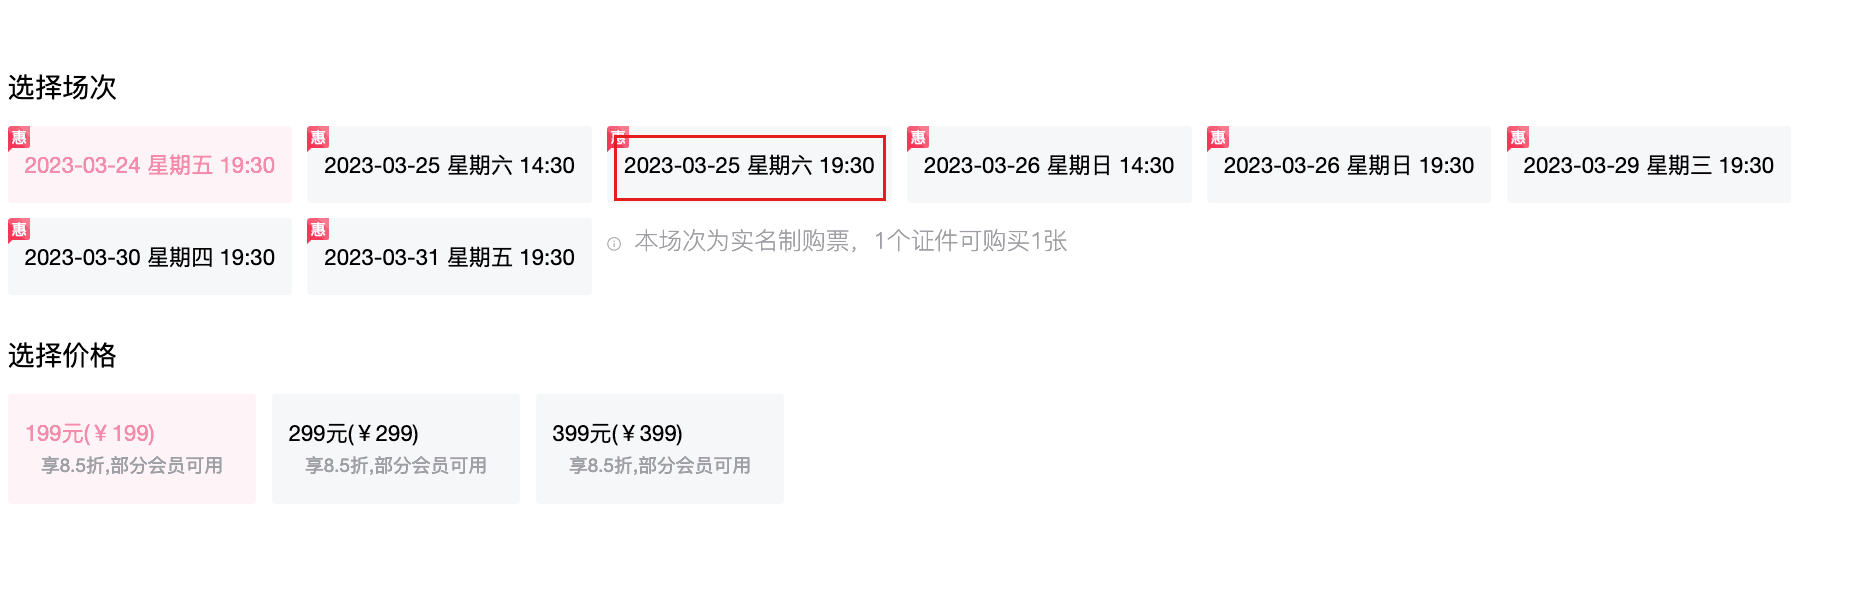 选择场次
惠 惠 惠 惠 惠 惠
2023-03-24 星期五 19:30 2023-03-25 星期六 14:30 2023-03-25 星期六 19:30 2023-03-26 星期日 14:30 2023-03-26 星期日 19:30 2023-03-29 星期三 19:30
惠 惠
2023-03-30 星期四 19:30 2023-03-31 星期五 19:30 本场次为实名制购票，1个证件可购买1张
选择价格
199元(￥199) 299元(￥299) 399元(￥399)
享8.5折,部分会员可用 享8.5折,部分会员可用 享8.5折,部分会员可用